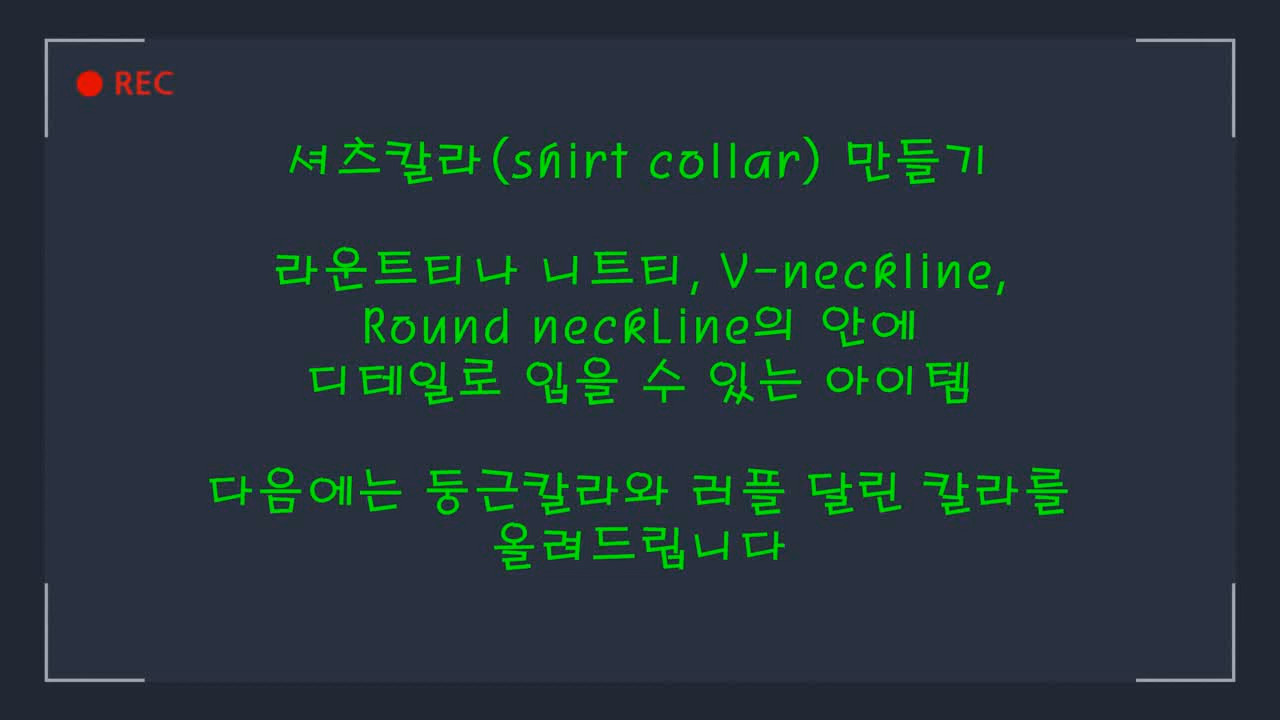 REC
셔츠칼라(shirt collar) 만들기
라운트티나 니트티, V-neckline,
Round neckLine의 안에
디테일로 입을 수 있는 아이템
다음에는 둥근칼라와 러플 달린 칼라를
올려드립니다